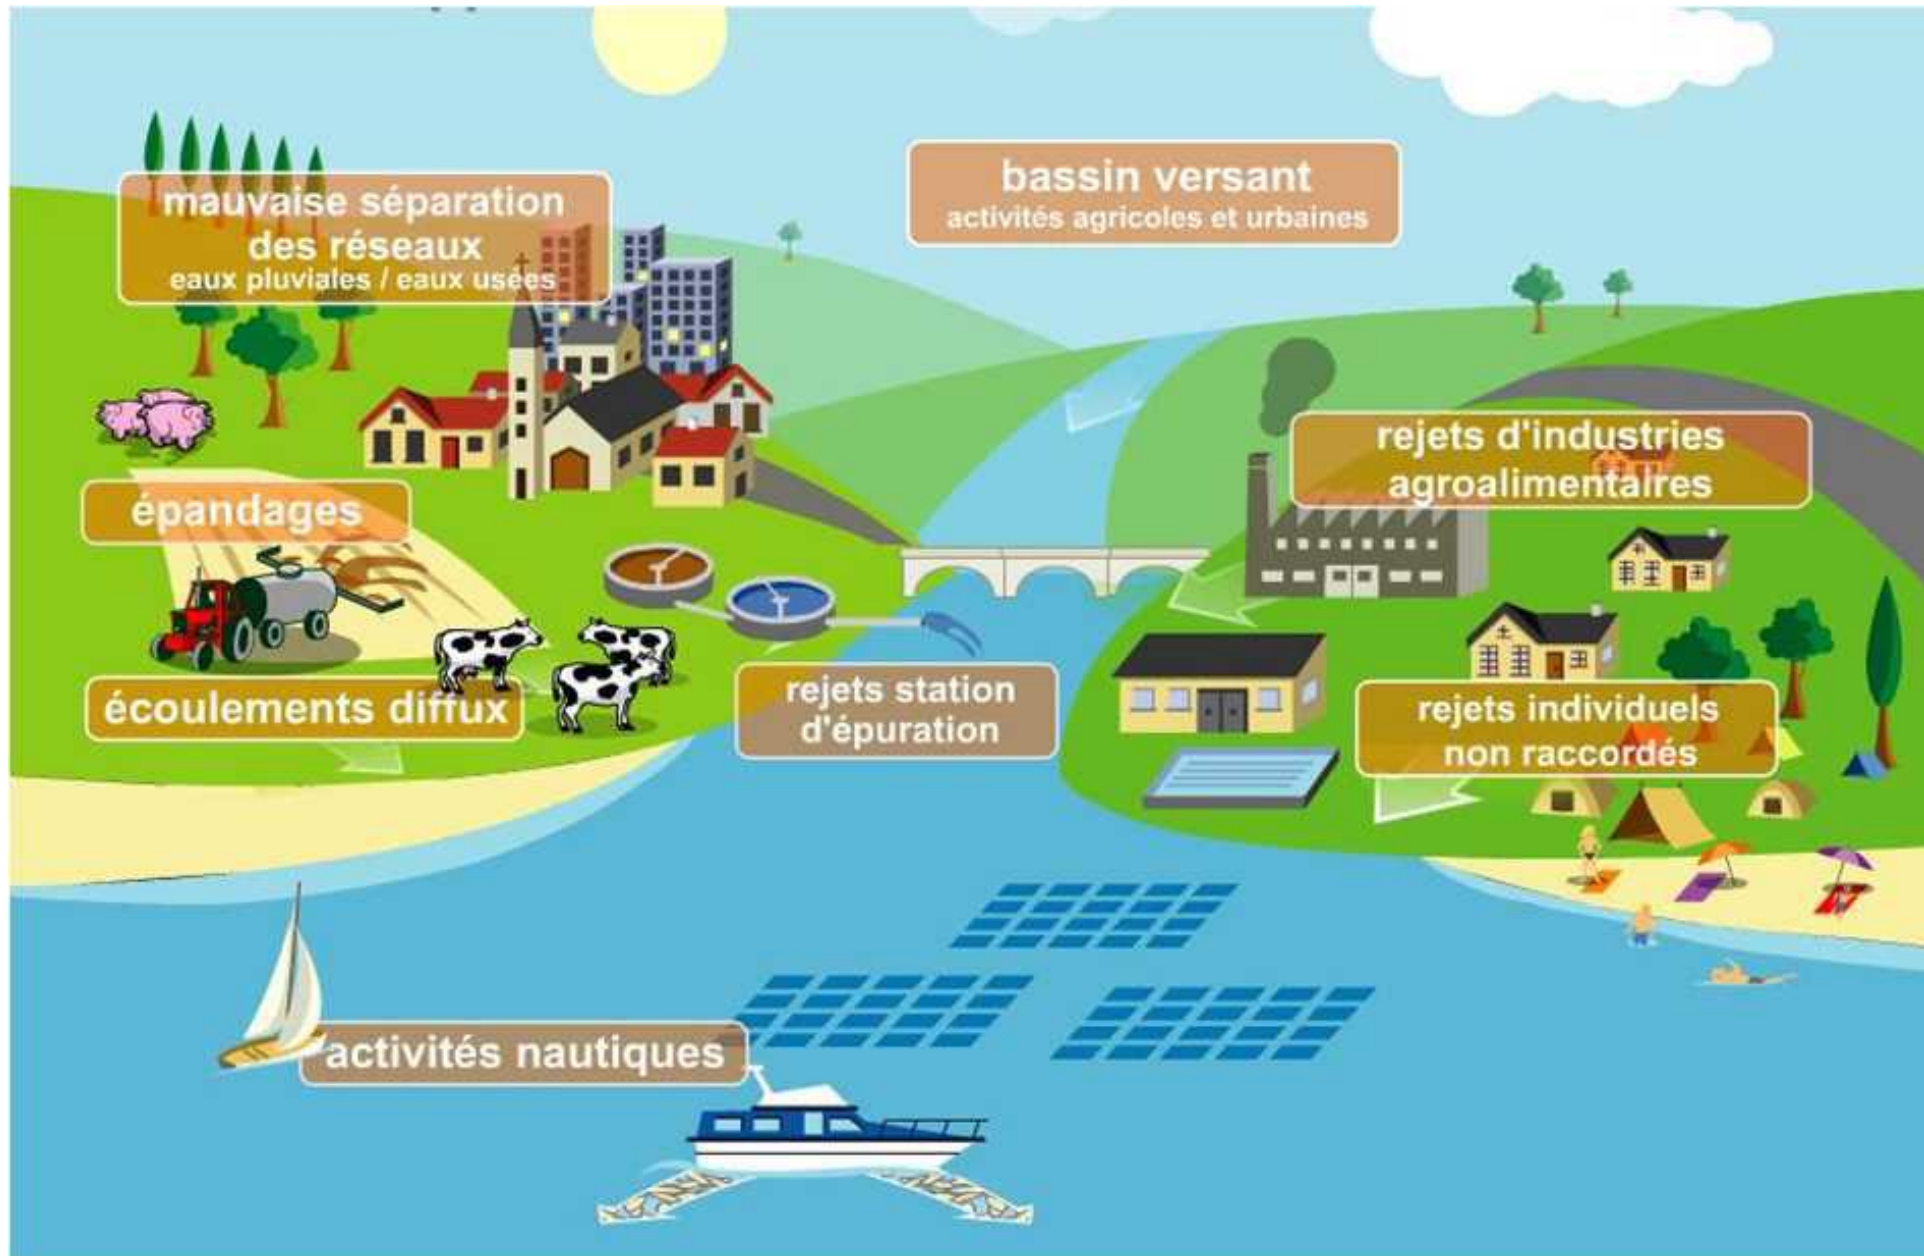 mauvaise séparation
des réseaux
eaux pluviales / eaux usées
bassin versant
activités agricoles et urbaines
rejets d'industries
agroalimentaires
épandages
écoulements diffux
rejets station
d'épuration
rejets individuels
non raccordés
activités nautiques